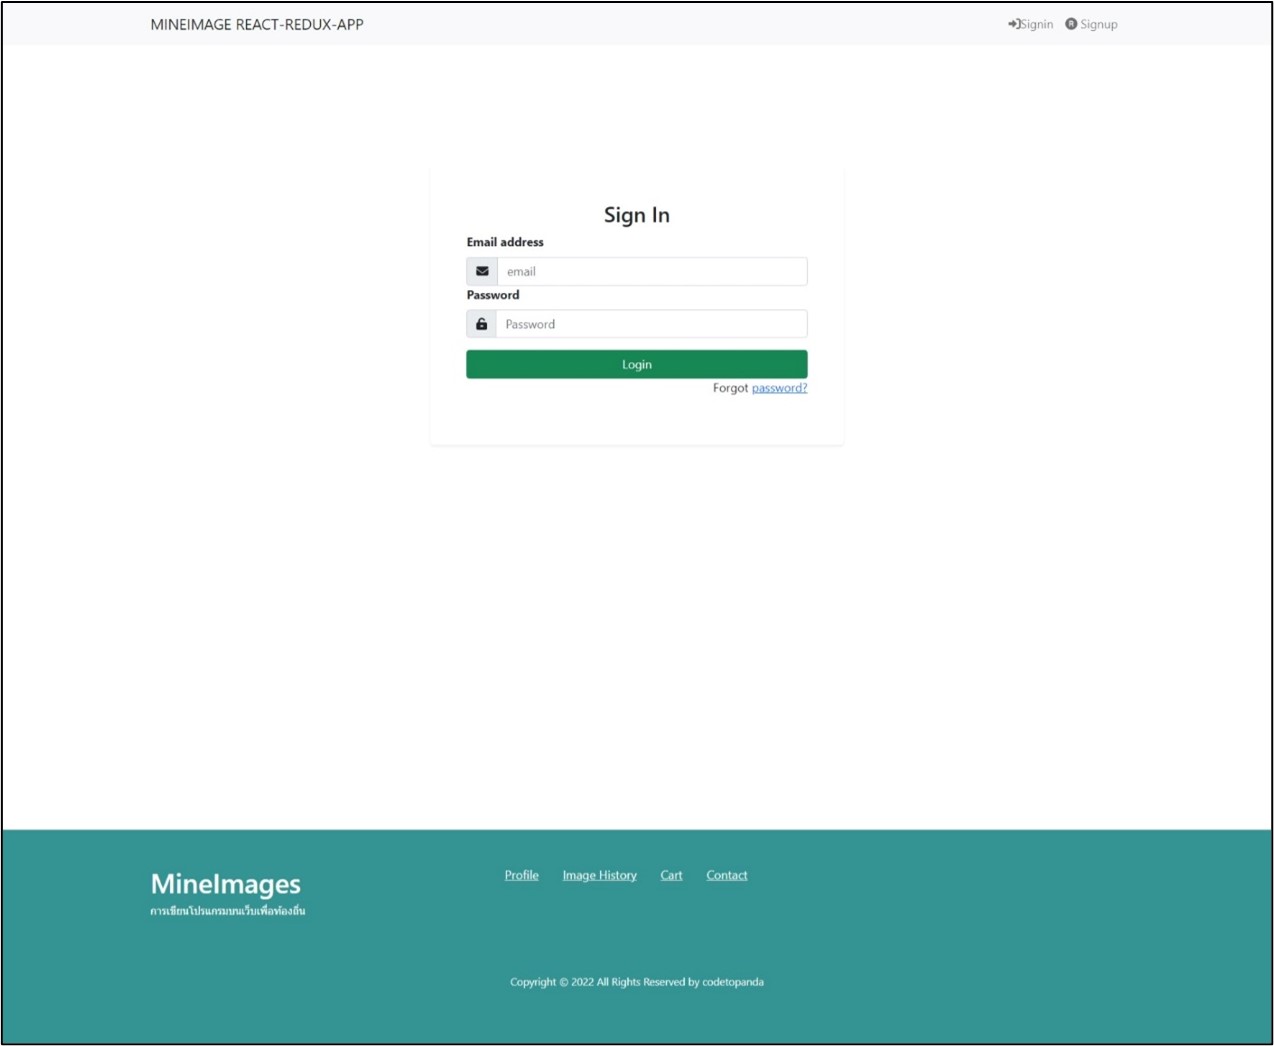 MINEIMAGE REACT-REDUX-APP
Signin
Signup
Sign In
Email address
email
Password
Password
Login
Forgot password?
MineImages
การเขียนโปรแกรมบนเว็บเพื่อท้องถิ่น
Profile Image History Cart Contact
Copyright © 2022 All Rights Reserved by codetopanda